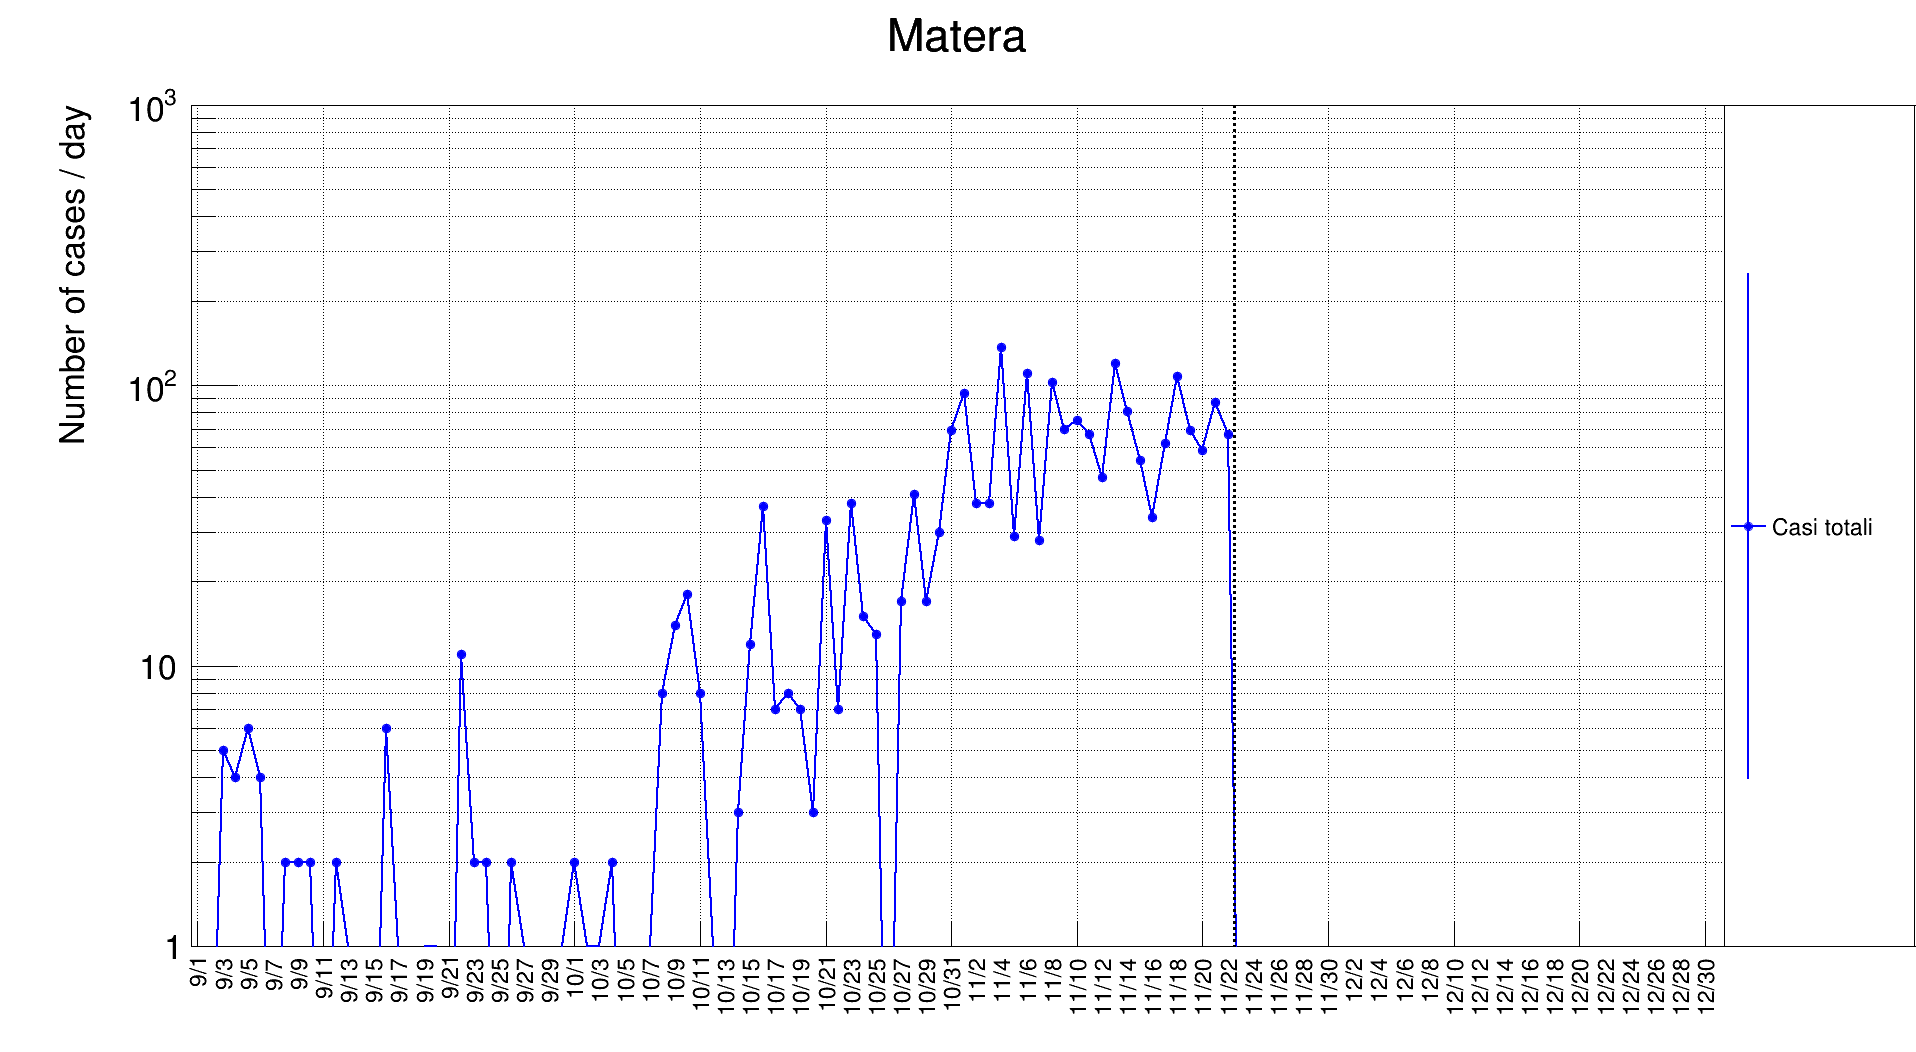 Matera
Number of cases / day
10³
10²
10
1
9/1 9/3 9/5 9/7 9/9 9/11 9/13 9/15 9/17 9/19 9/21 9/23 9/25 9/27 9/29 10/1 10/3 10/5 10/7 10/9 10/11 10/13 10/15 10/17 10/19 10/21 10/23 10/25 10/27 10/29 10/31 11/2 11/4 11/6 11/8 11/10 11/12 11/14 11/16 11/18 11/20 11/22 11/24 11/26 11/28 11/30 12/2 12/4 12/6 12/8 12/10 12/12 12/14 12/16 12/18 12/20 12/22 12/24 12/26 12/28 12/30
Casi totali